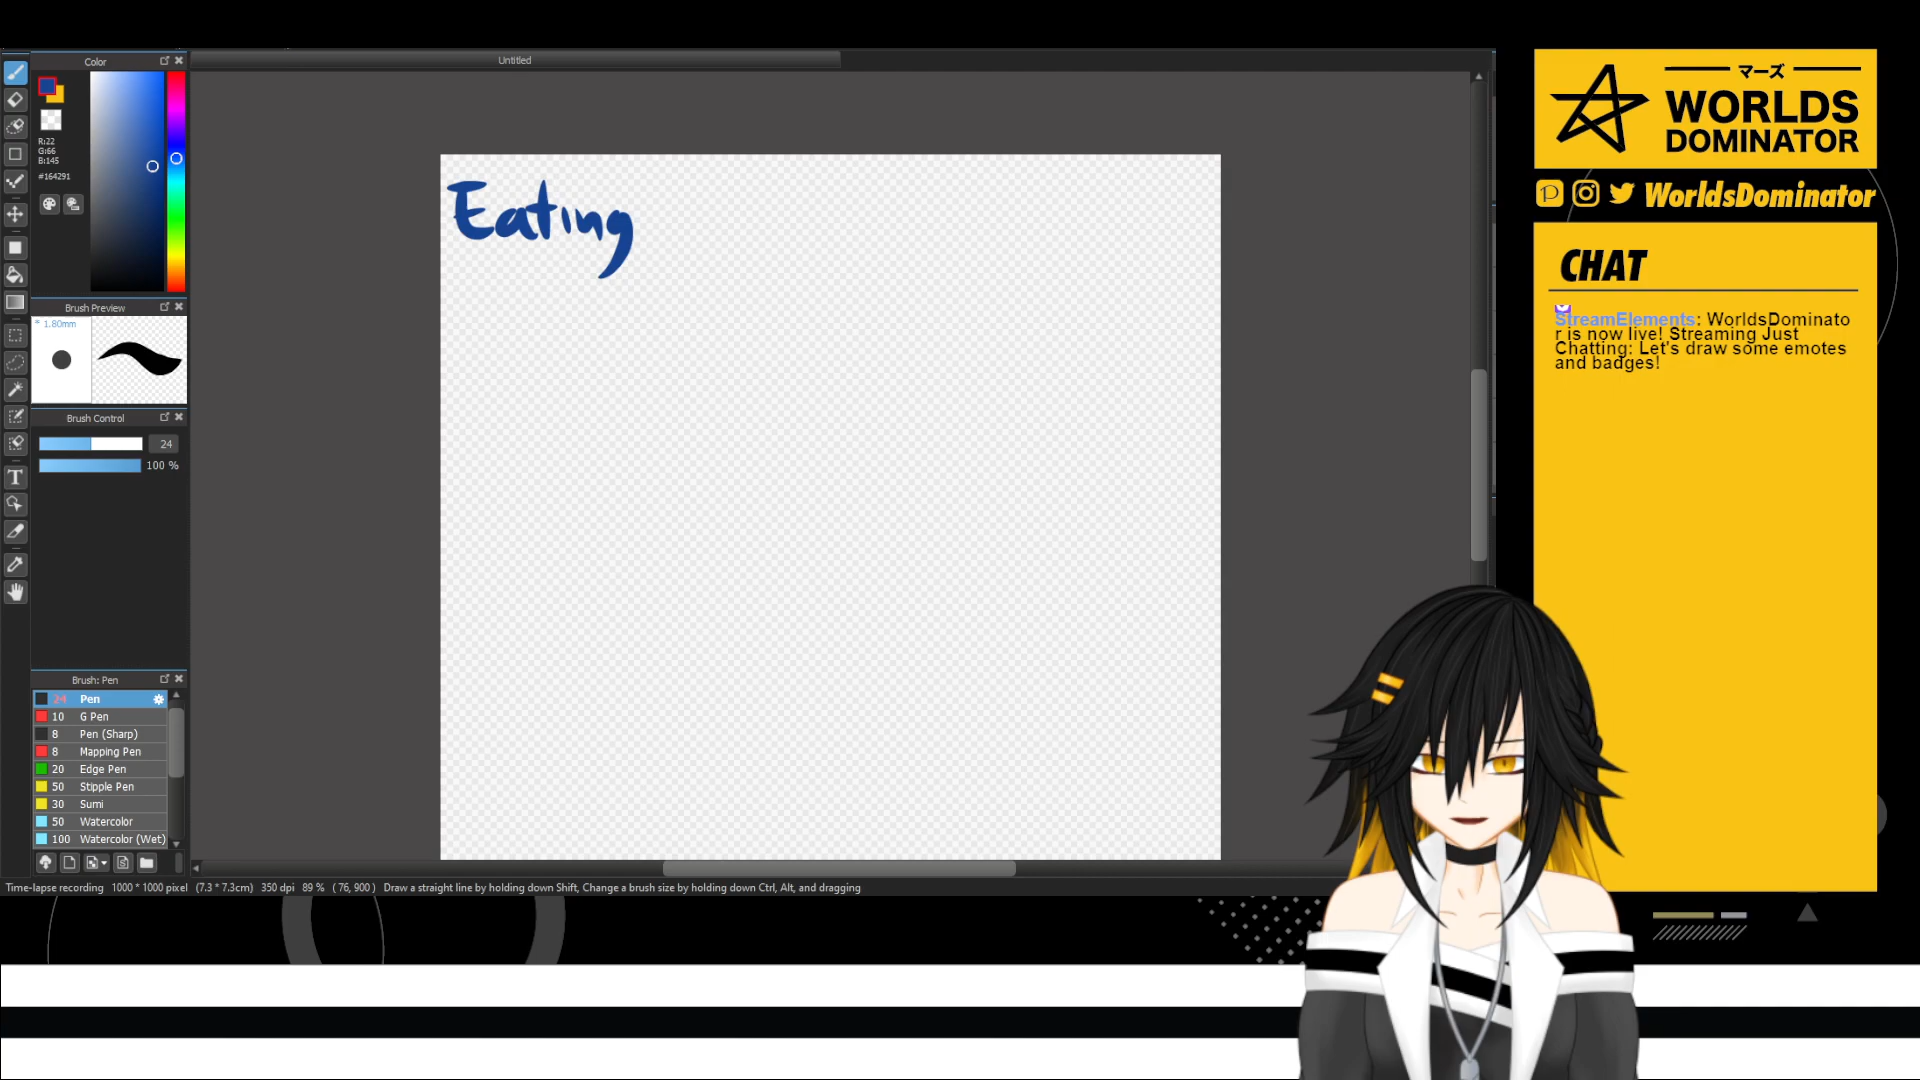 Color
Untitled
R:22
G:66
B:145
#164291
Brush Preview
* 1.80mm
Brush Control
24
100 %
Brush: Pen
24 Pen
10 G Pen
8 Pen (Sharp)
8 Mapping Pen
20 Edge Pen
50 Stipple Pen
30 Sumi
50 Watercolor
100 Watercolor (Wet)
Time-lapse recording 1000 * 1000 pixel (7.3 * 7.3cm) 350 dpi 89 % ( 76, 900 ) Draw a straight line by holding down Shift, Change a brush size by holding down Ctrl, Alt, and dragging
Eating
マーズ
WORLDS
DOMINATOR
WorldsDominator
CHAT
StreamElements: WorldsDominato
r is now live! Streaming Just
Chatting: Let's draw some emotes
and badges!